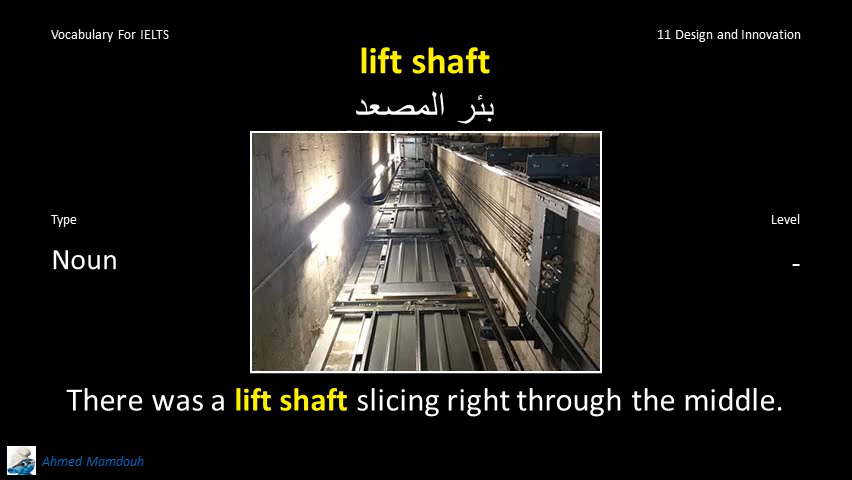 Vocabulary For IELTS
11 Design and Innovation
lift shaft
بئر المصعد
Type
Level
Noun
-
There was a lift shaft slicing right through the middle.
Ahmed Mamdouh